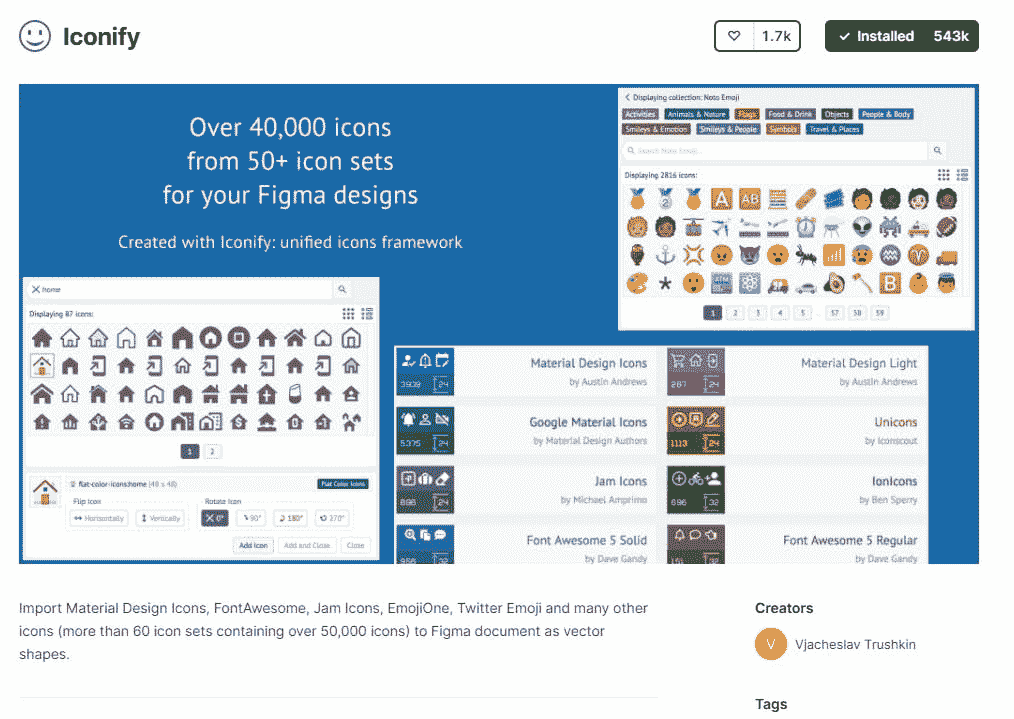 Iconify
1.7k
Installed 543k
Over 40,000 icons
from 50+ icon sets
for your Figma designs
Created with Iconify: unified icons framework
Displaying collection: Noto Emoji
Activities Animals & Nature Flags Food & Drink Objects People & Body
Smileys & Emotion Smileys & People Symbols Travel & Places
Search Noto Emoji...
Displaying 2816 icons:
1 2 3 4 5 ... 57 58 59
home
Displaying 87 icons:
1 2
flat-color-icons:home (48 x 48)
Flat Color Icons
Flip Icon
Rotate Icon
Horizontally Vertically
0° 90° 180° 270°
Add Icon Add and Close Close
Material Design Icons
by Austin Andrews
24
Material Design Light
by Austin Andrews
267 24
Google Material Icons
by Material Design Authors
5375 24
Unicons
by Iconscout
1113 24
Jam Icons
by Michael Amprimo
896 24
IonIcons
by Ben Sperry
696 32
Font Awesome 5 Solid
by Dave Gandy
Font Awesome 5 Regular
by Dave Gandy
Import Material Design Icons, FontAwesome, Jam Icons, EmojiOne, Twitter Emoji and many other
icons (more than 60 icon sets containing over 50,000 icons) to Figma document as vector
shapes.
Creators
V Vjacheslav Trushkin
Tags